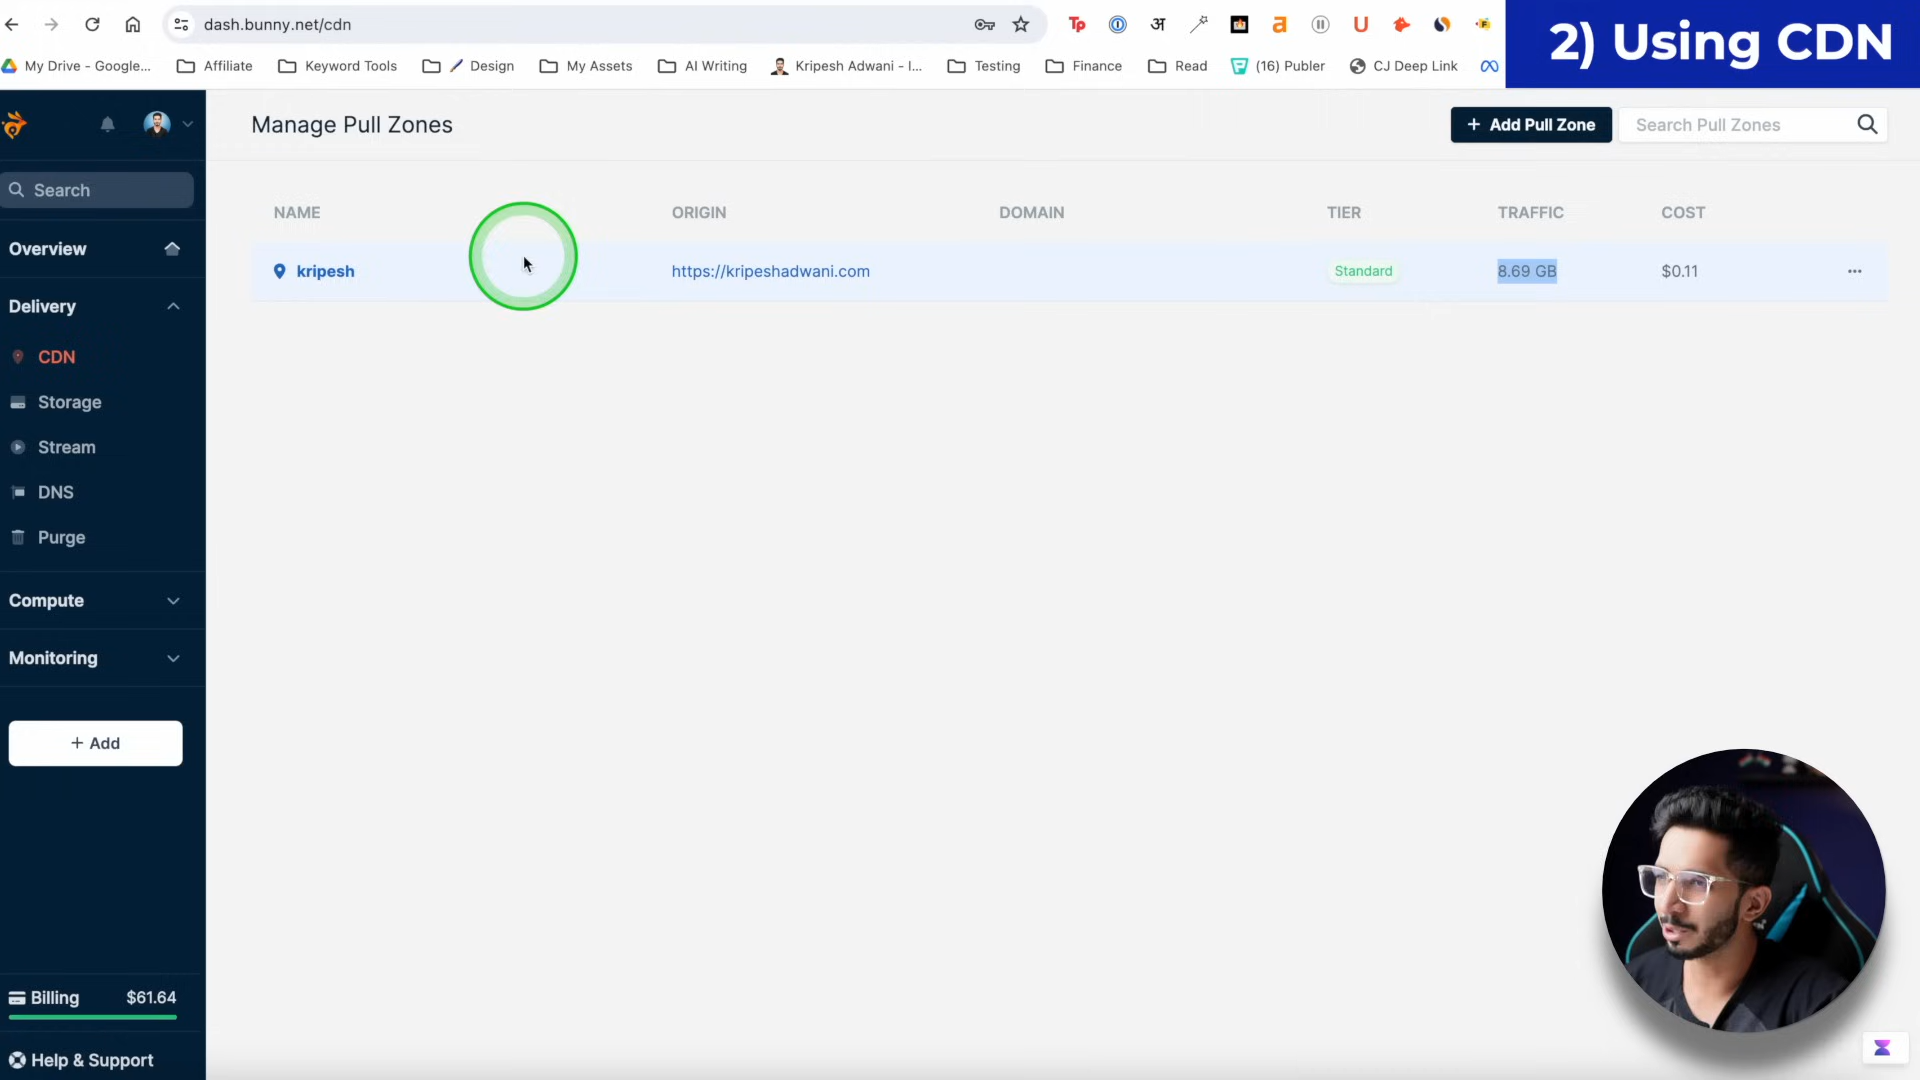 dash.bunny.net/cdn
2) Using CDN
My Drive - Google...
Affiliate
Keyword Tools
Design
My Assets
AI Writing
Kripesh Adwani - I...
Testing
Finance
Read
(16) Publer
CJ Deep Link
Manage Pull Zones
+ Add Pull Zone
Search Pull Zones
Search
NAME ORIGIN DOMAIN TIER TRAFFIC COST
kripesh https://kripeshadwani.com Standard 8.69 GB $0.11
Overview
Delivery
CDN
Storage
Stream
DNS
Purge
Compute
Monitoring
+ Add
Billing $61.64
Help & Support